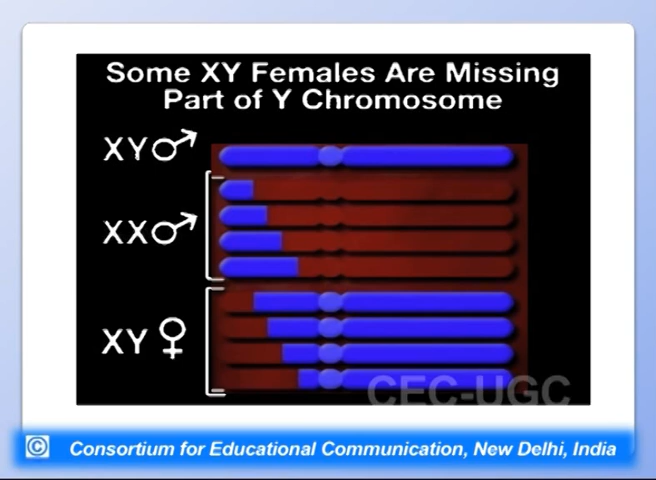 Some XY Females Are Missing
Part of Y Chromosome
XY♂
XX♂
XY♀
CEC-UGC
© Consortium for Educational Communication, New Delhi, India